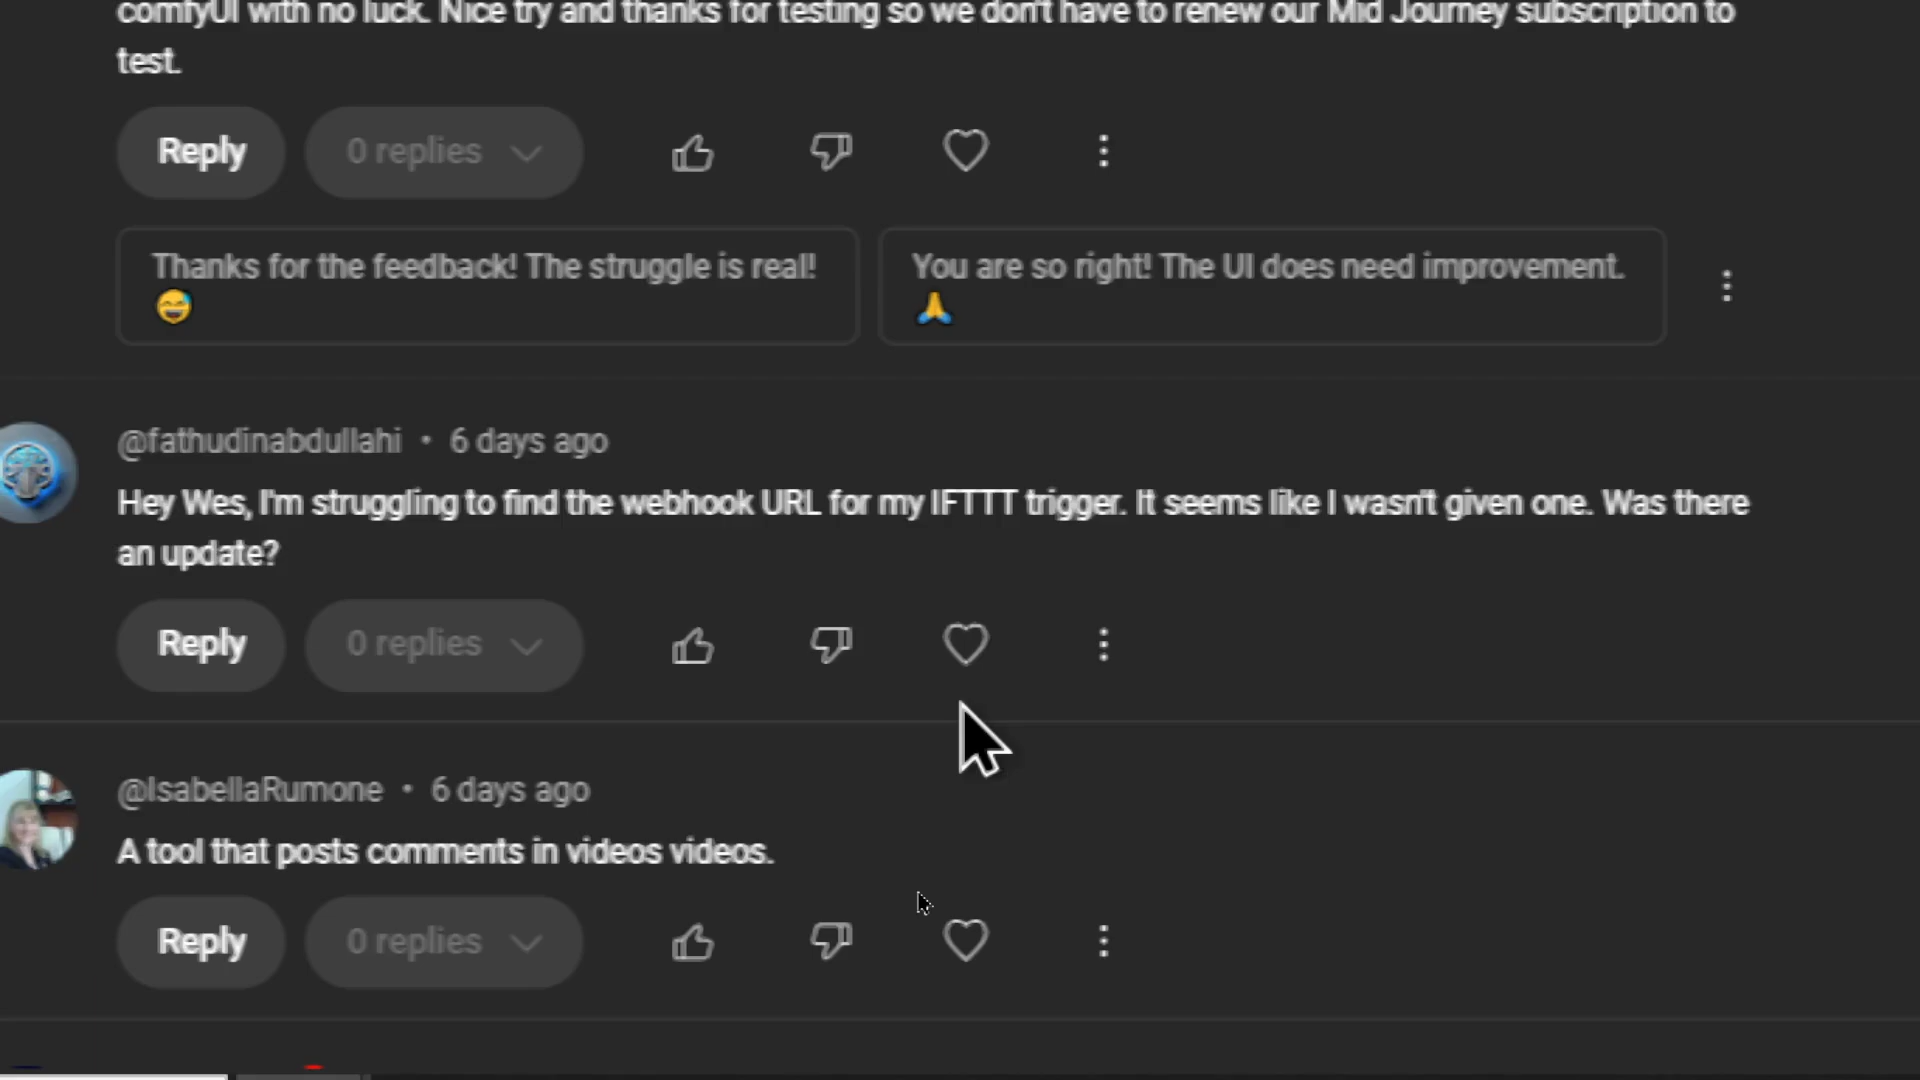 comfyUI with no luck. Nice try and thanks for testing so we don't have to renew our Mid Journey subscription to
test.
Reply 0 replies
Thanks for the feedback! The struggle is real! 😅
You are so right! The UI does need improvement. 🙏
@fathudinabdullahi • 6 days ago
Hey Wes, I'm struggling to find the webhook URL for my IFTTT trigger. It seems like I wasn't given one. Was there
an update?
Reply 0 replies
@IsabellaRumone • 6 days ago
A tool that posts comments in videos videos.
Reply 0 replies